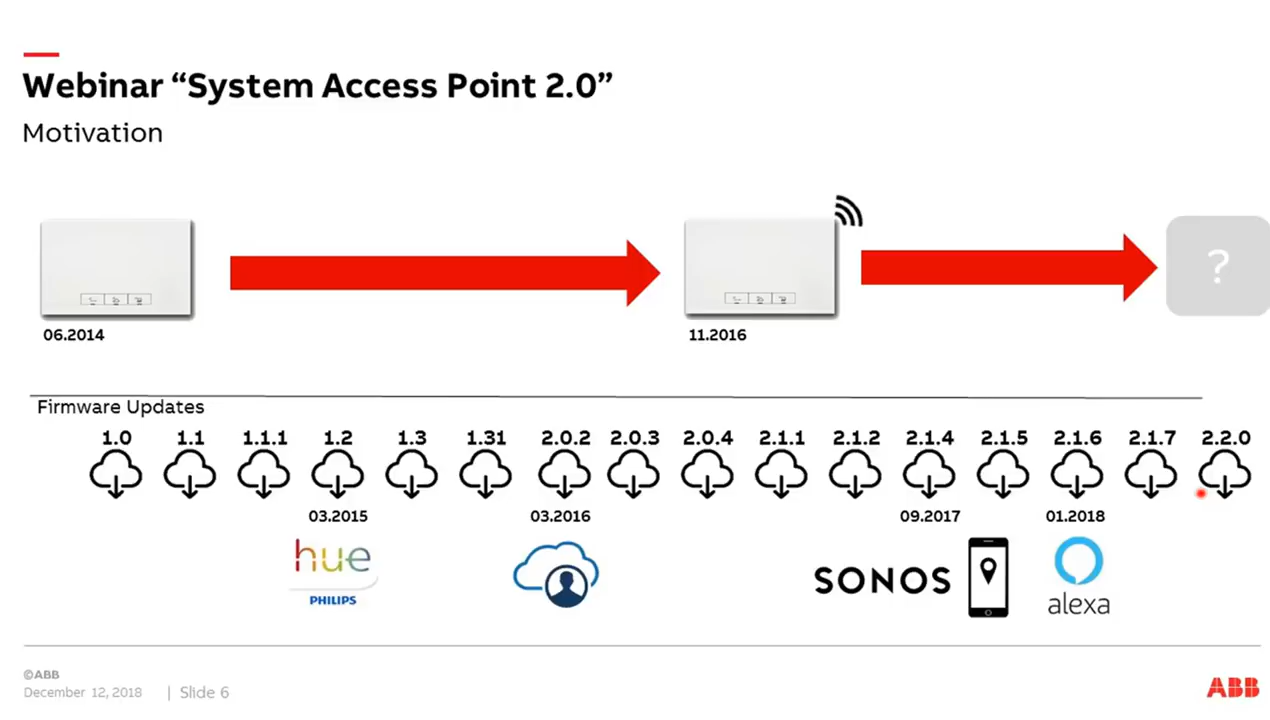 Webinar “System Access Point 2.0”
Motivation
?
06.2014
11.2016
Firmware Updates
1.0 1.1 1.1.1 1.2 1.3 1.31 2.0.2 2.0.3 2.0.4 2.1.1 2.1.2 2.1.4 2.1.5 2.1.6 2.1.7 2.2.0
03.2015 03.2016 09.2017 01.2018
hue
PHILIPS
SONOS
alexa
©ABB
December 12, 2018 | Slide 6
ABB